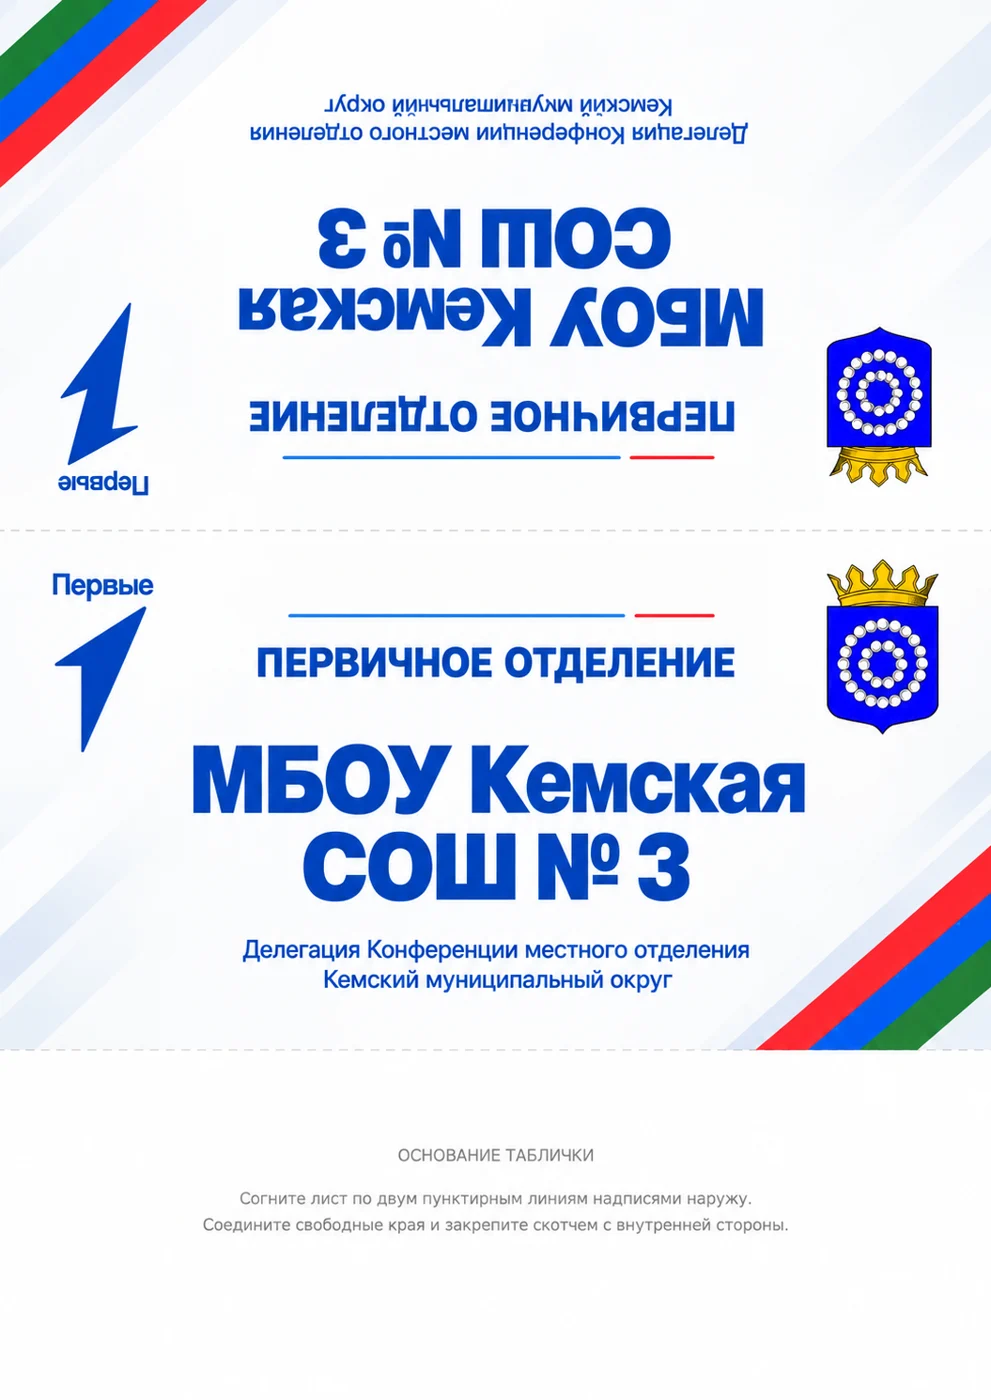 Первые
ПЕРВИЧНОЕ ОТДЕЛЕНИЕ
МБОУ Кемская
СОШ № 3
Делегация Конференции местного отделения
Кемский округ
Первые
ПЕРВИЧНОЕ ОТДЕЛЕНИЕ
МБОУ Кемская
СОШ № 3
Делегация Конференции местного отделения
Кемский муниципальный округ
ОСНОВАНИЕ ТАБЛИЧКИ
Согните лист по двум пунктирным линиям надписями наружу.
Соедините свободные края и закрепите скотчем с внутренней стороны.